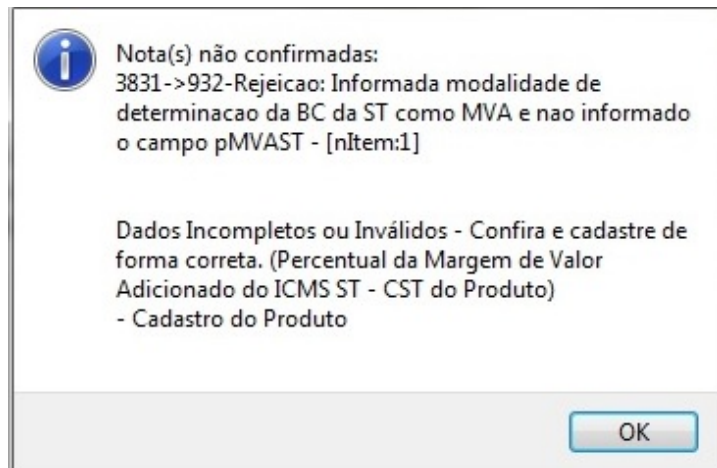 Nota(s) não confirmadas:
3831->932-Rejeicao: Informada modalidade de
determinacao da BC da ST como MVA e nao informado
o campo pMVAST - [nItem:1]
Dados Incompletos ou Inválidos - Confira e cadastre de
forma correta. (Percentual da Margem de Valor
Adicionado do ICMS ST - CST do Produto)
- Cadastro do Produto
OK